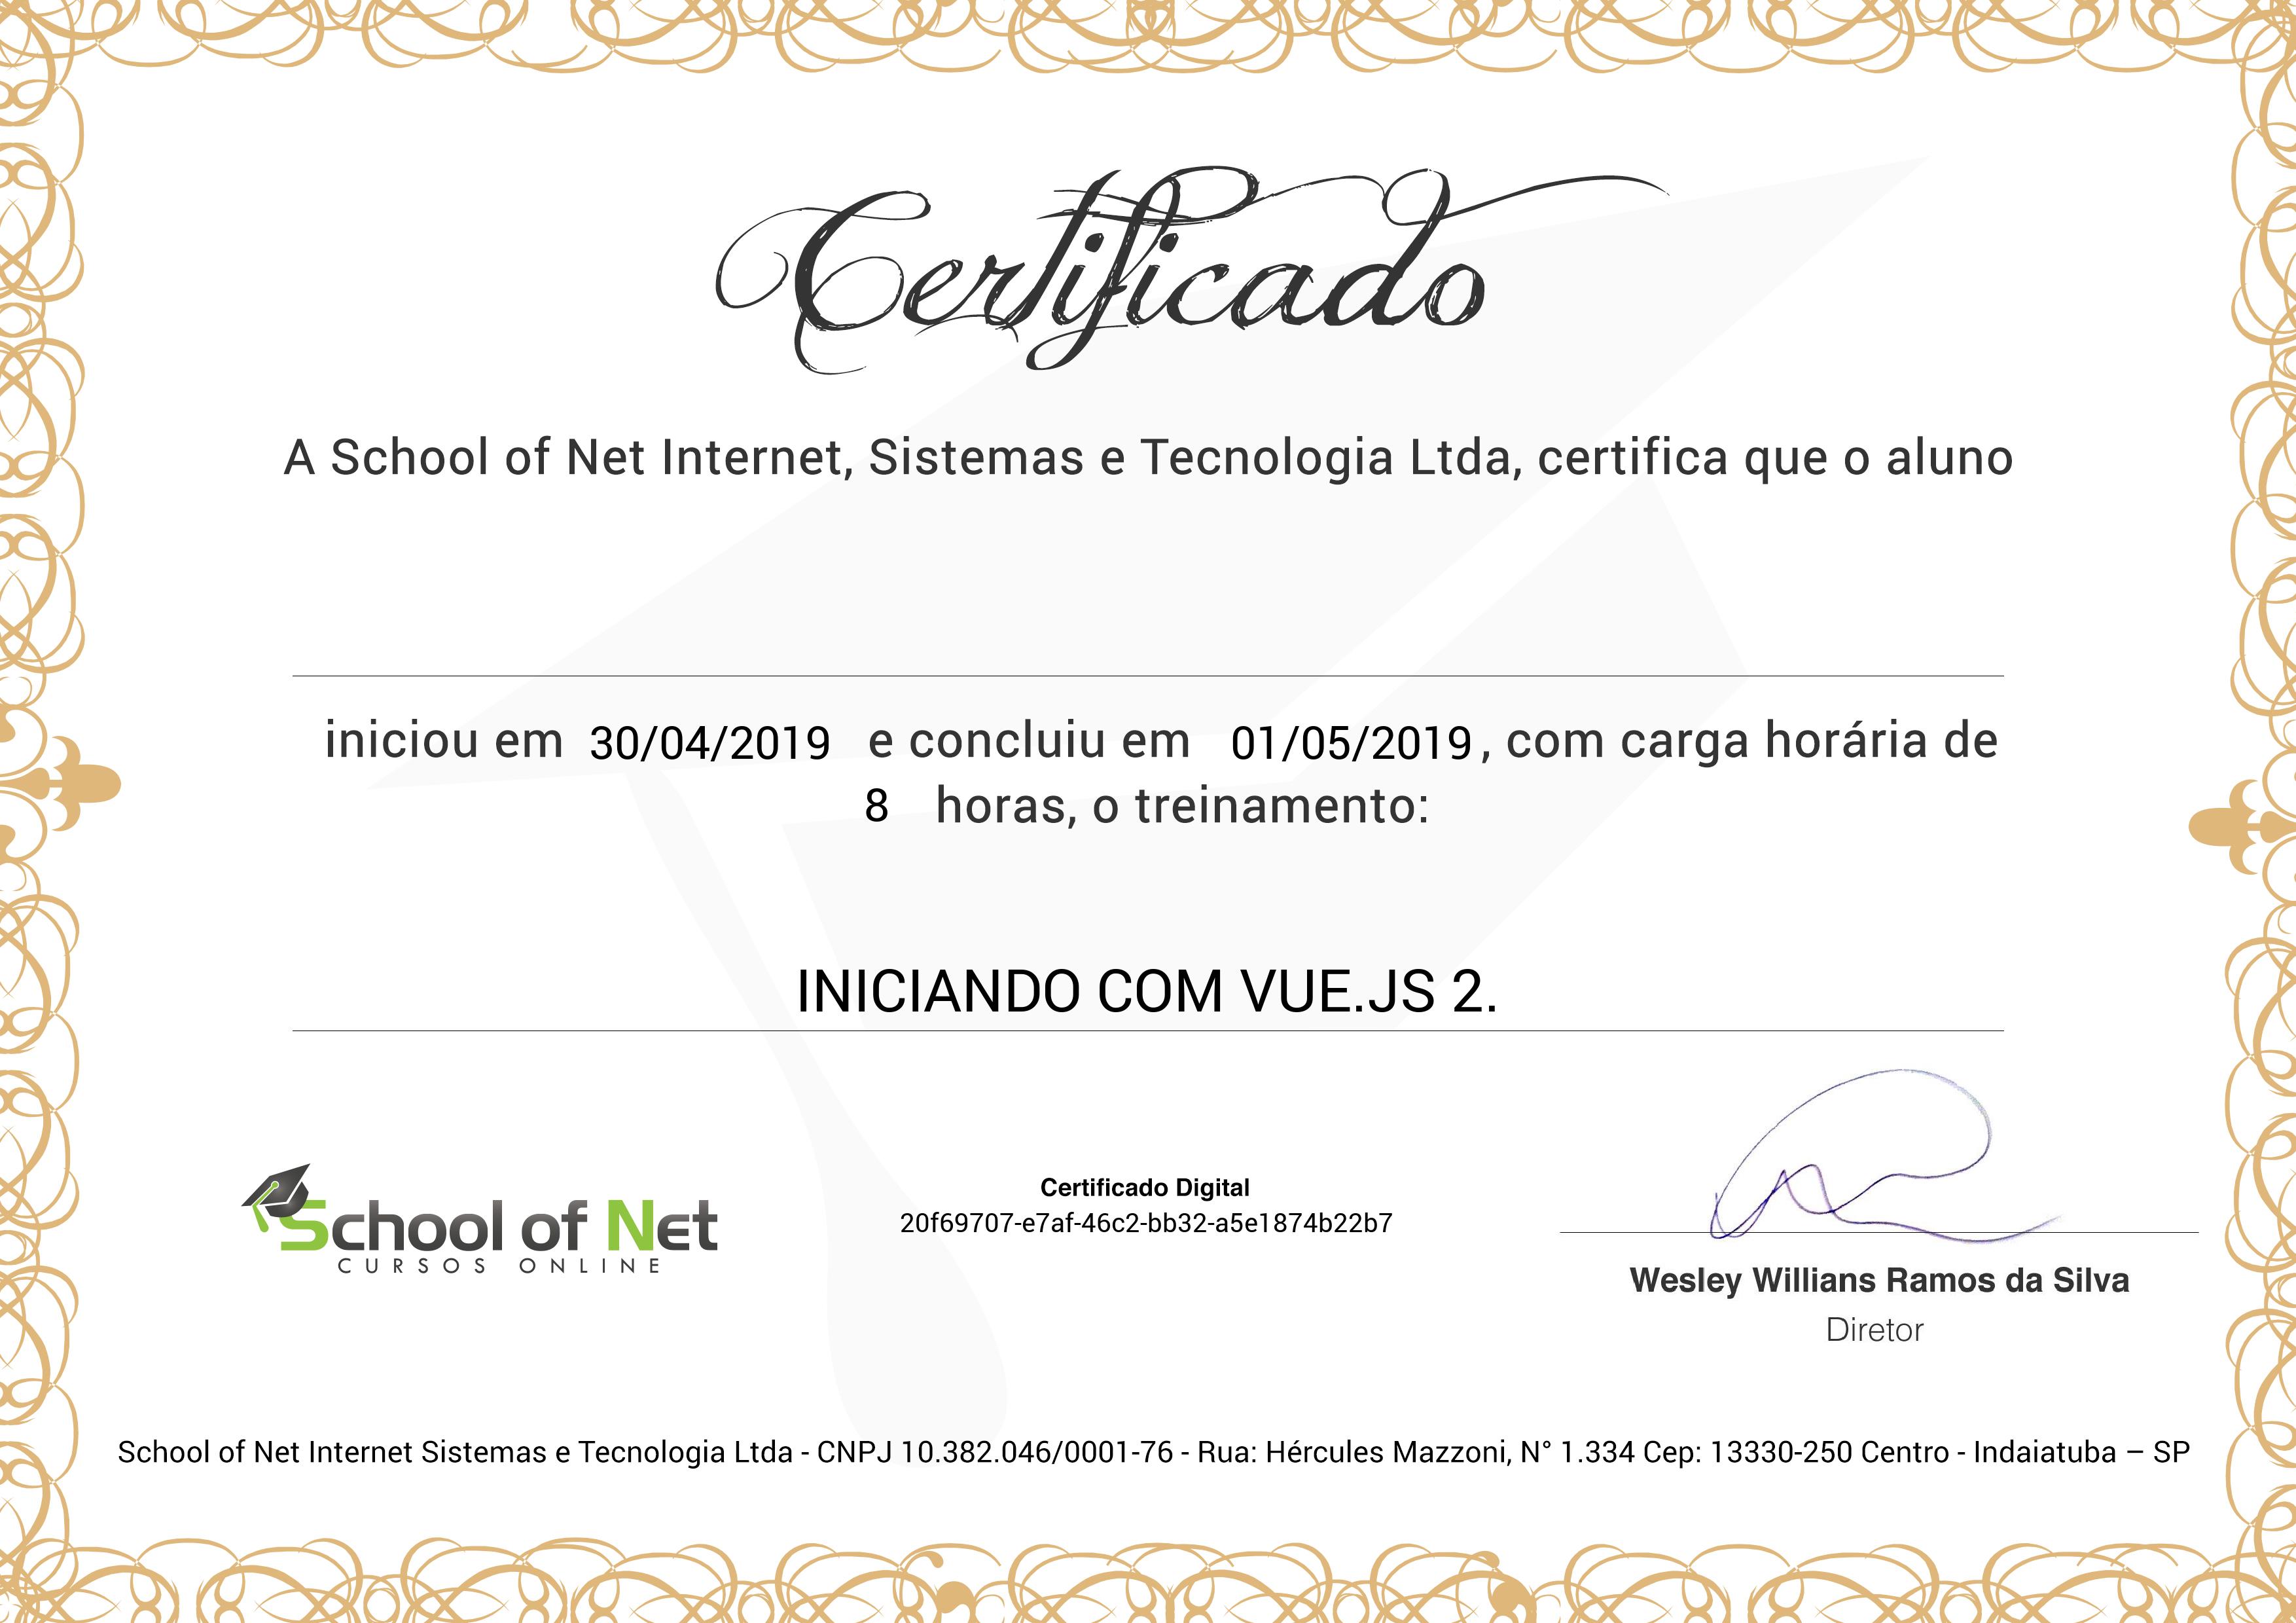 Certificado
A School of Net Internet, Sistemas e Tecnologia Ltda, certifica que o aluno
iniciou em 30/04/2019 e concluiu em 01/05/2019, com carga horária de
8 horas, o treinamento:
INICIANDO COM VUE.JS 2.
School of Net
CURSOS ONLINE
Certificado Digital
20f69707-e7af-46c2-bb32-a5e1874b22b7
Wesley Willians Ramos da Silva
Diretor
School of Net Internet Sistemas e Tecnologia Ltda - CNPJ 10.382.046/0001-76 - Rua: Hércules Mazzoni, N° 1.334 Cep: 13330-250 Centro - Indaiatuba – SP